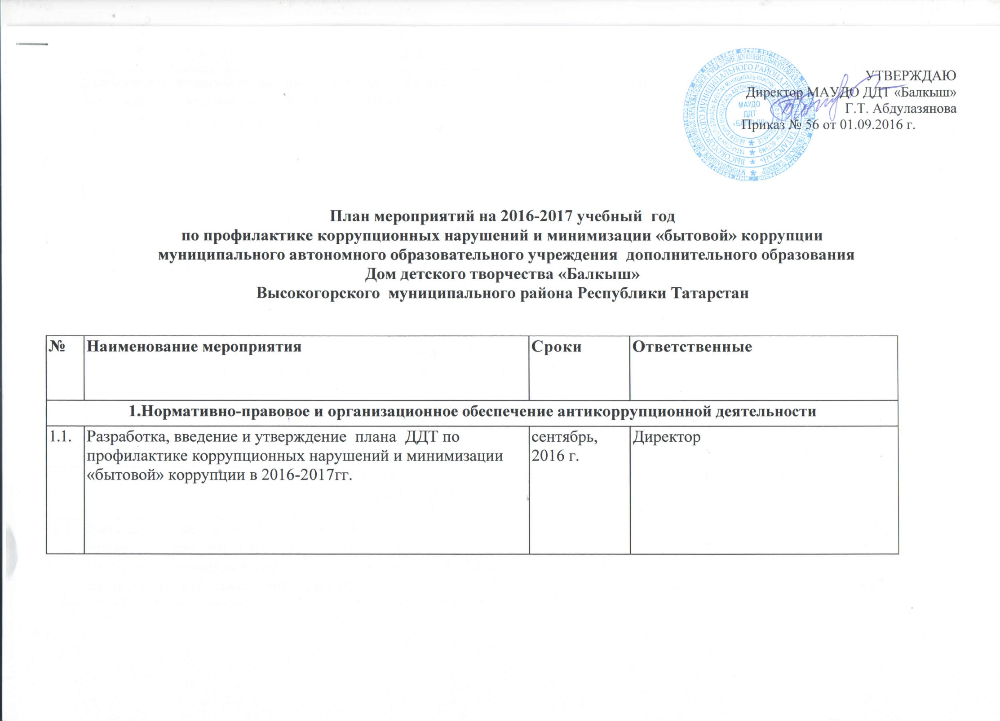 УТВЕРЖДАЮ
Директор МАУДО ДДТ «Балкыш»
Г.Т. Абдулазянова
Приказ № 56 от 01.09.2016 г.
МАУДО
ДДТ
«БАЛКЫШ»
План мероприятий на 2016-2017 учебный год
по профилактике коррупционных нарушений и минимизации «бытовой» коррупции
муниципального автономного образовательного учреждения дополнительного образования
Дом детского творчества «Балкыш»
Высокогорского муниципального района Республики Татарстан
№ Наименование мероприятия Сроки Ответственные
1.Нормативно-правовое и организационное обеспечение антикоррупционной деятельности
1.1. Разработка, введение и утверждение плана ДДТ по сентябрь, Директор
профилактике коррупционных нарушений и минимизации 2016 г.
«бытовой» коррупции в 2016-2017гг.